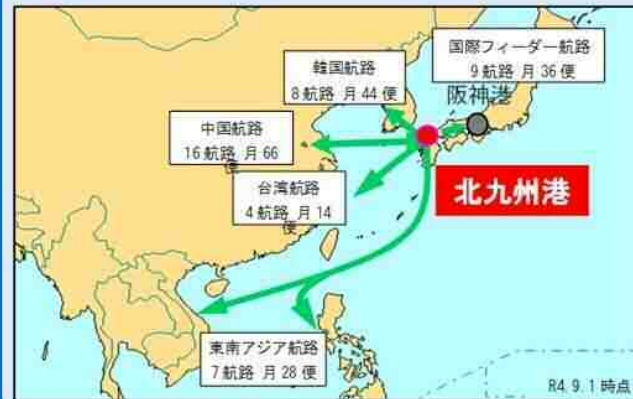 国際フィーダー航路
9航路 月36便
韓国航路
8航路 月44便
阪神港
中国航路
16航路 月66
便
台湾航路
4航路 月14
便
北九州港
東南アジア航路
7航路 月28便
R4.9.1時点